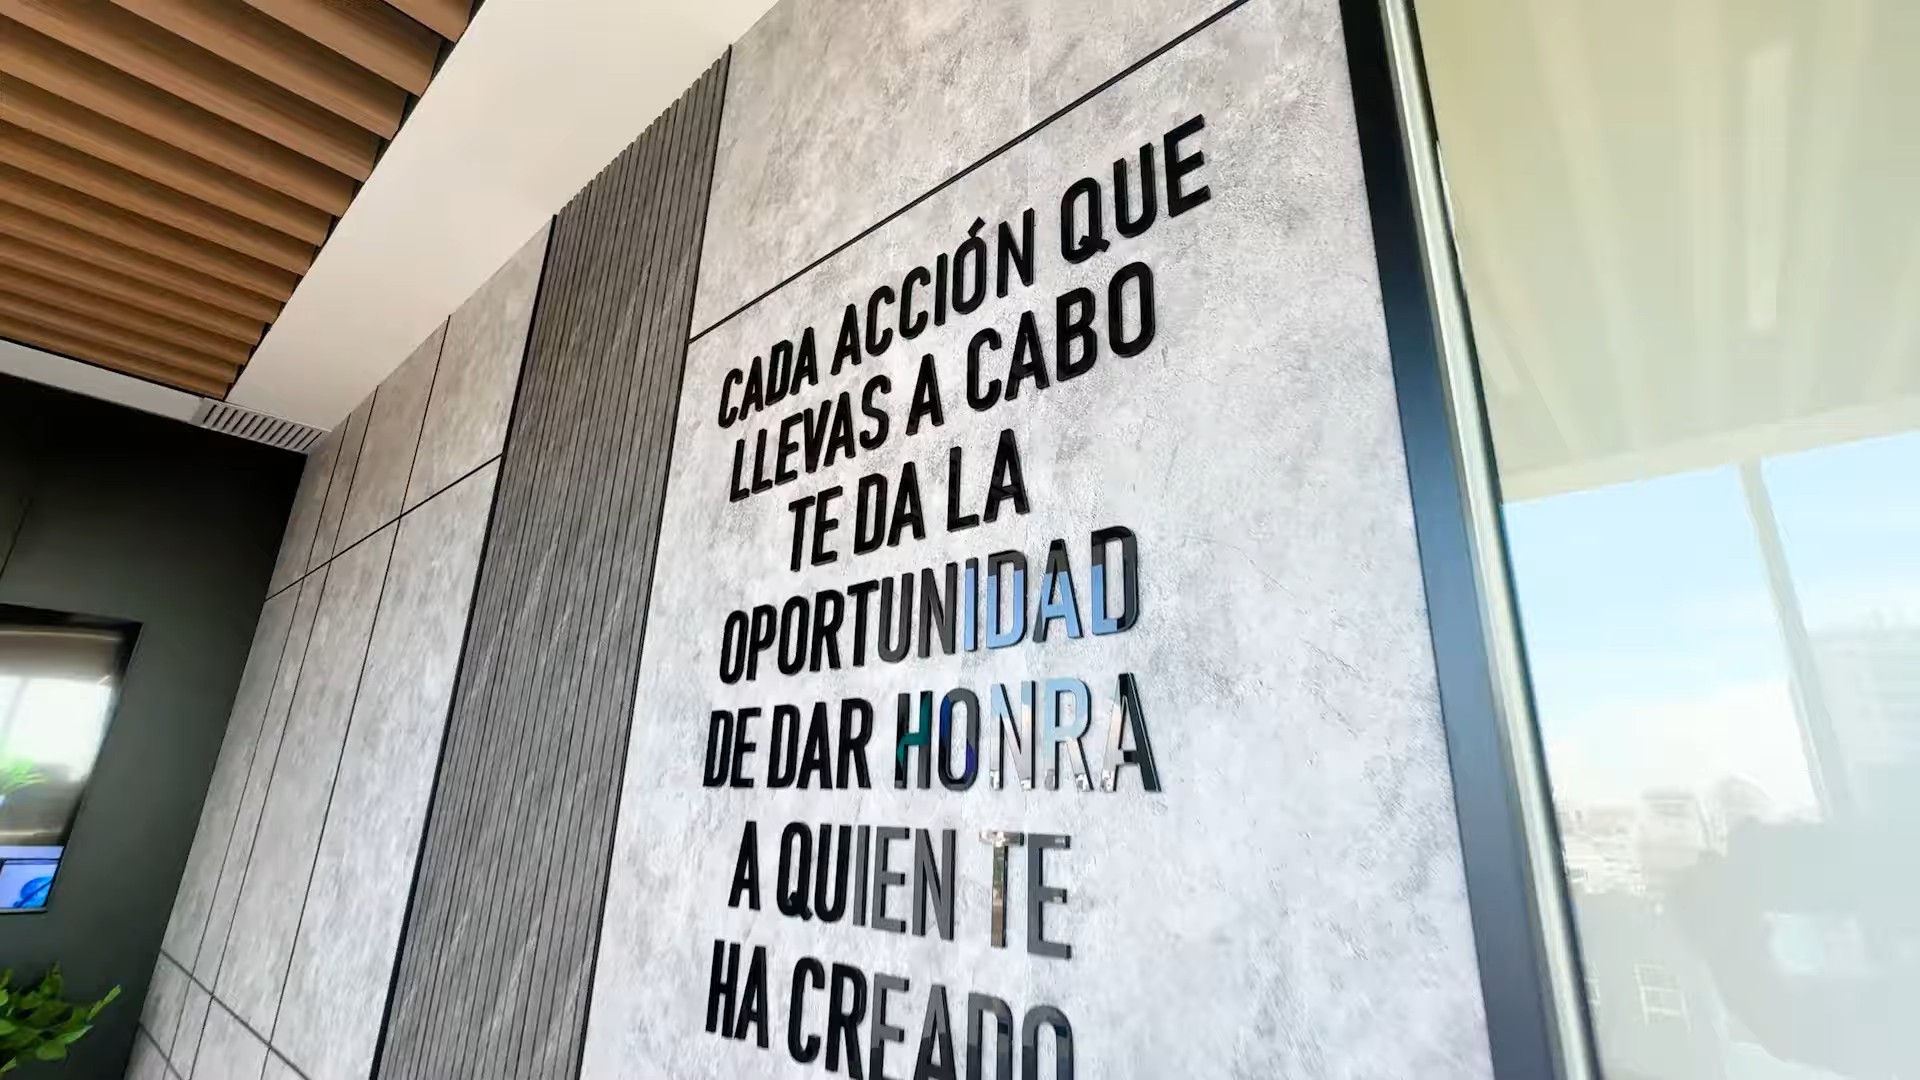 CADA ACCIÓN QUE
LLEVAS A CABO
TE DA LA
OPORTUNIDAD
DE DAR HONRA
A QUIEN TE
HA CREADO